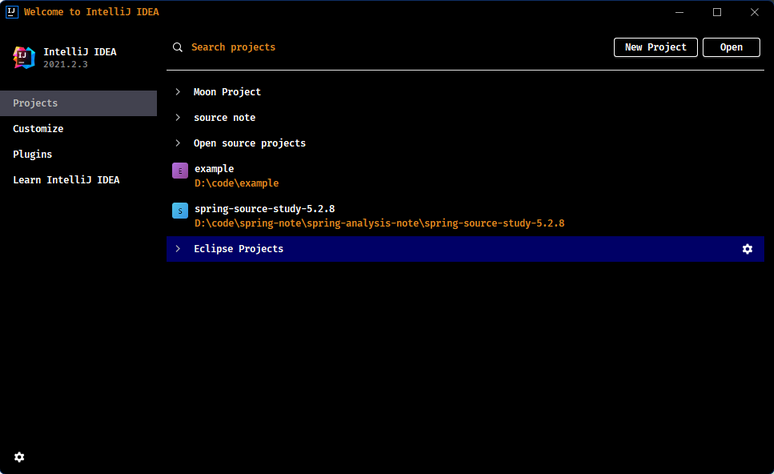 Welcome to IntelliJ IDEA
IntelliJ IDEA
2021.2.3
Projects
Customize
Plugins
Learn IntelliJ IDEA
Search projects
New Project
Open
Moon Project
source note
Open source projects
E
example
D:\code\example
S
spring-source-study-5.2.8
D:\code\spring-note\spring-analysis-note\spring-source-study-5.2.8
Eclipse Projects